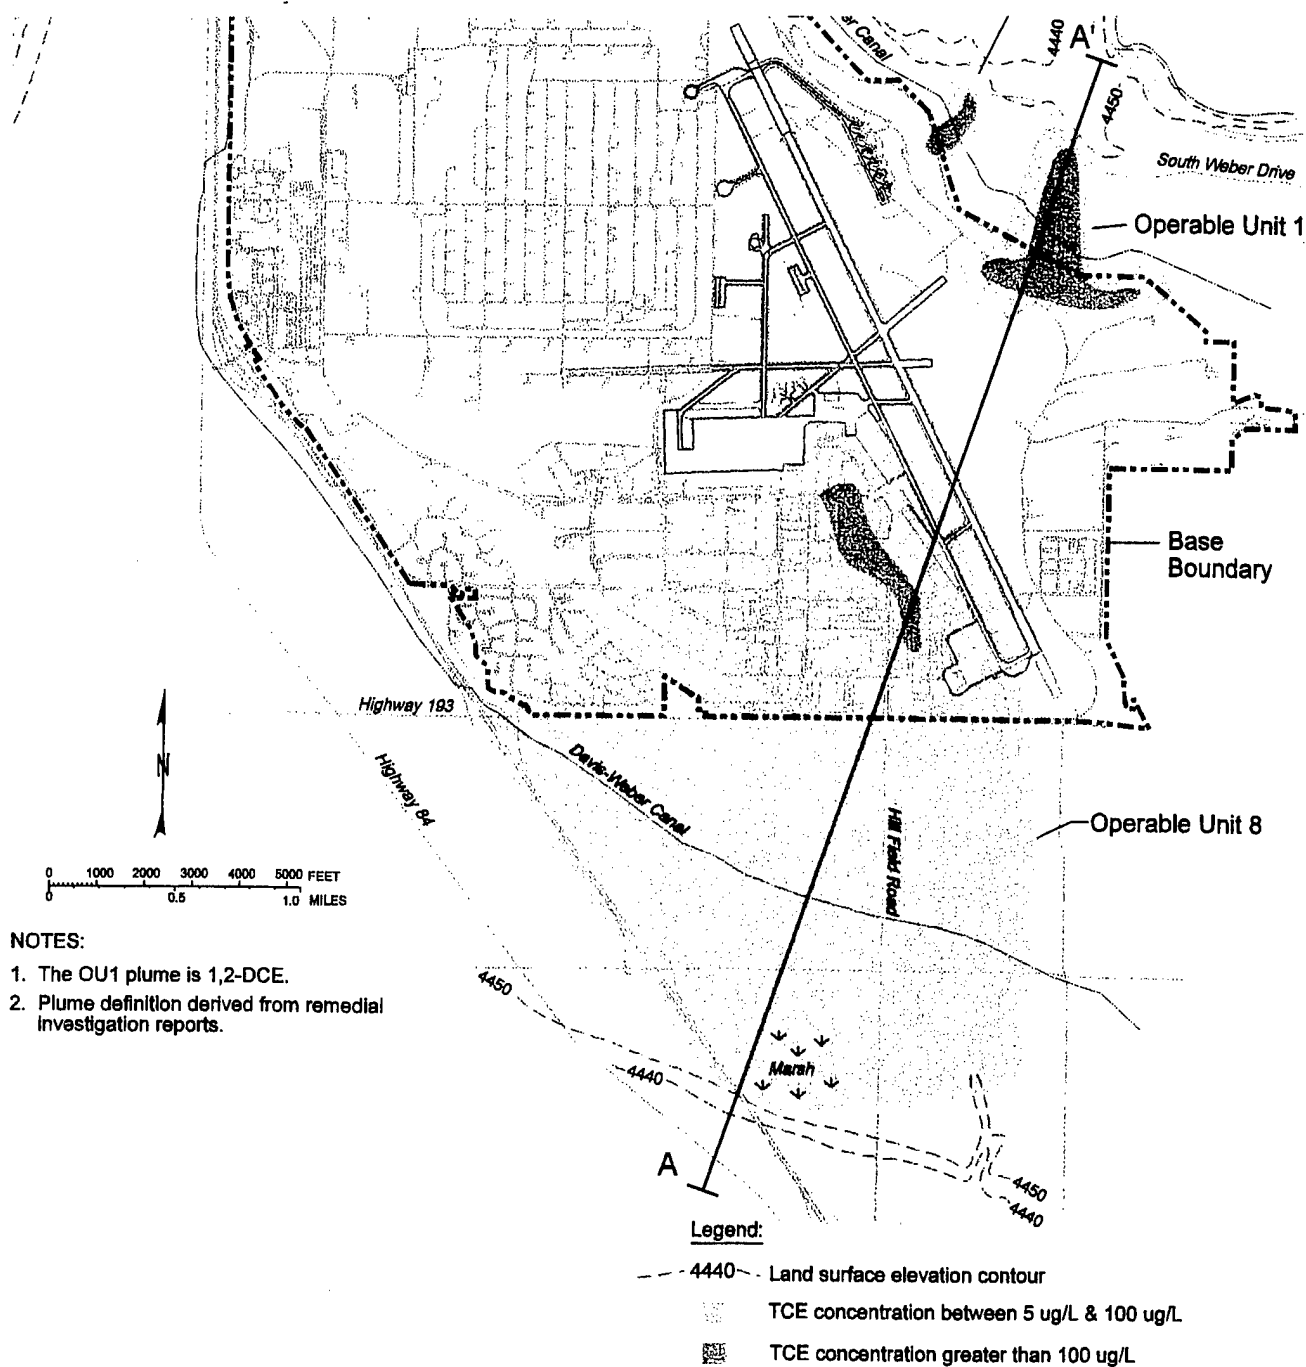 er Canal
4440
A'
4450
South Weber Drive
Operable Unit 1
Base
Boundary
Highway 193
N
Highway 84
Davis-Weber Canal
Hill Field Road
Operable Unit 8
0 1000 2000 3000 4000 5000 FEET
0 0.5 1.0 MILES
NOTES:
1. The OU1 plume is 1,2-DCE.
2. Plume definition derived from remedial
investigation reports.
4450
4440
Marsh
A
4450
4440
Legend:
4440 Land surface elevation contour
TCE concentration between 5 ug/L & 100 ug/L
TCE concentration greater than 100 ug/L